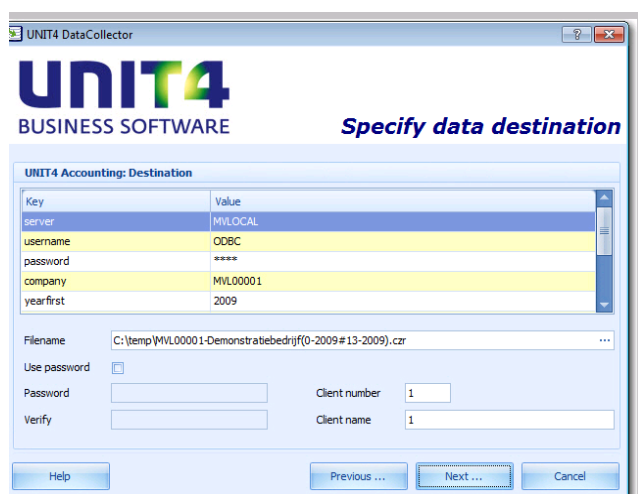 UNIT4 DataCollector
UNIT4
BUSINESS SOFTWARE
Specify data destination
UNIT4 Accounting: Destination
Key Value
server MVLOCAL
username ODBC
password ****
company MVL00001
yearfirst 2009
Filename C:\temp\MVL00001-Demonstratiebedrijf(0-2009#13-2009).czr ...
Use password
Password Client number 1
Verify Client name 1
Help Previous ... Next ... Cancel